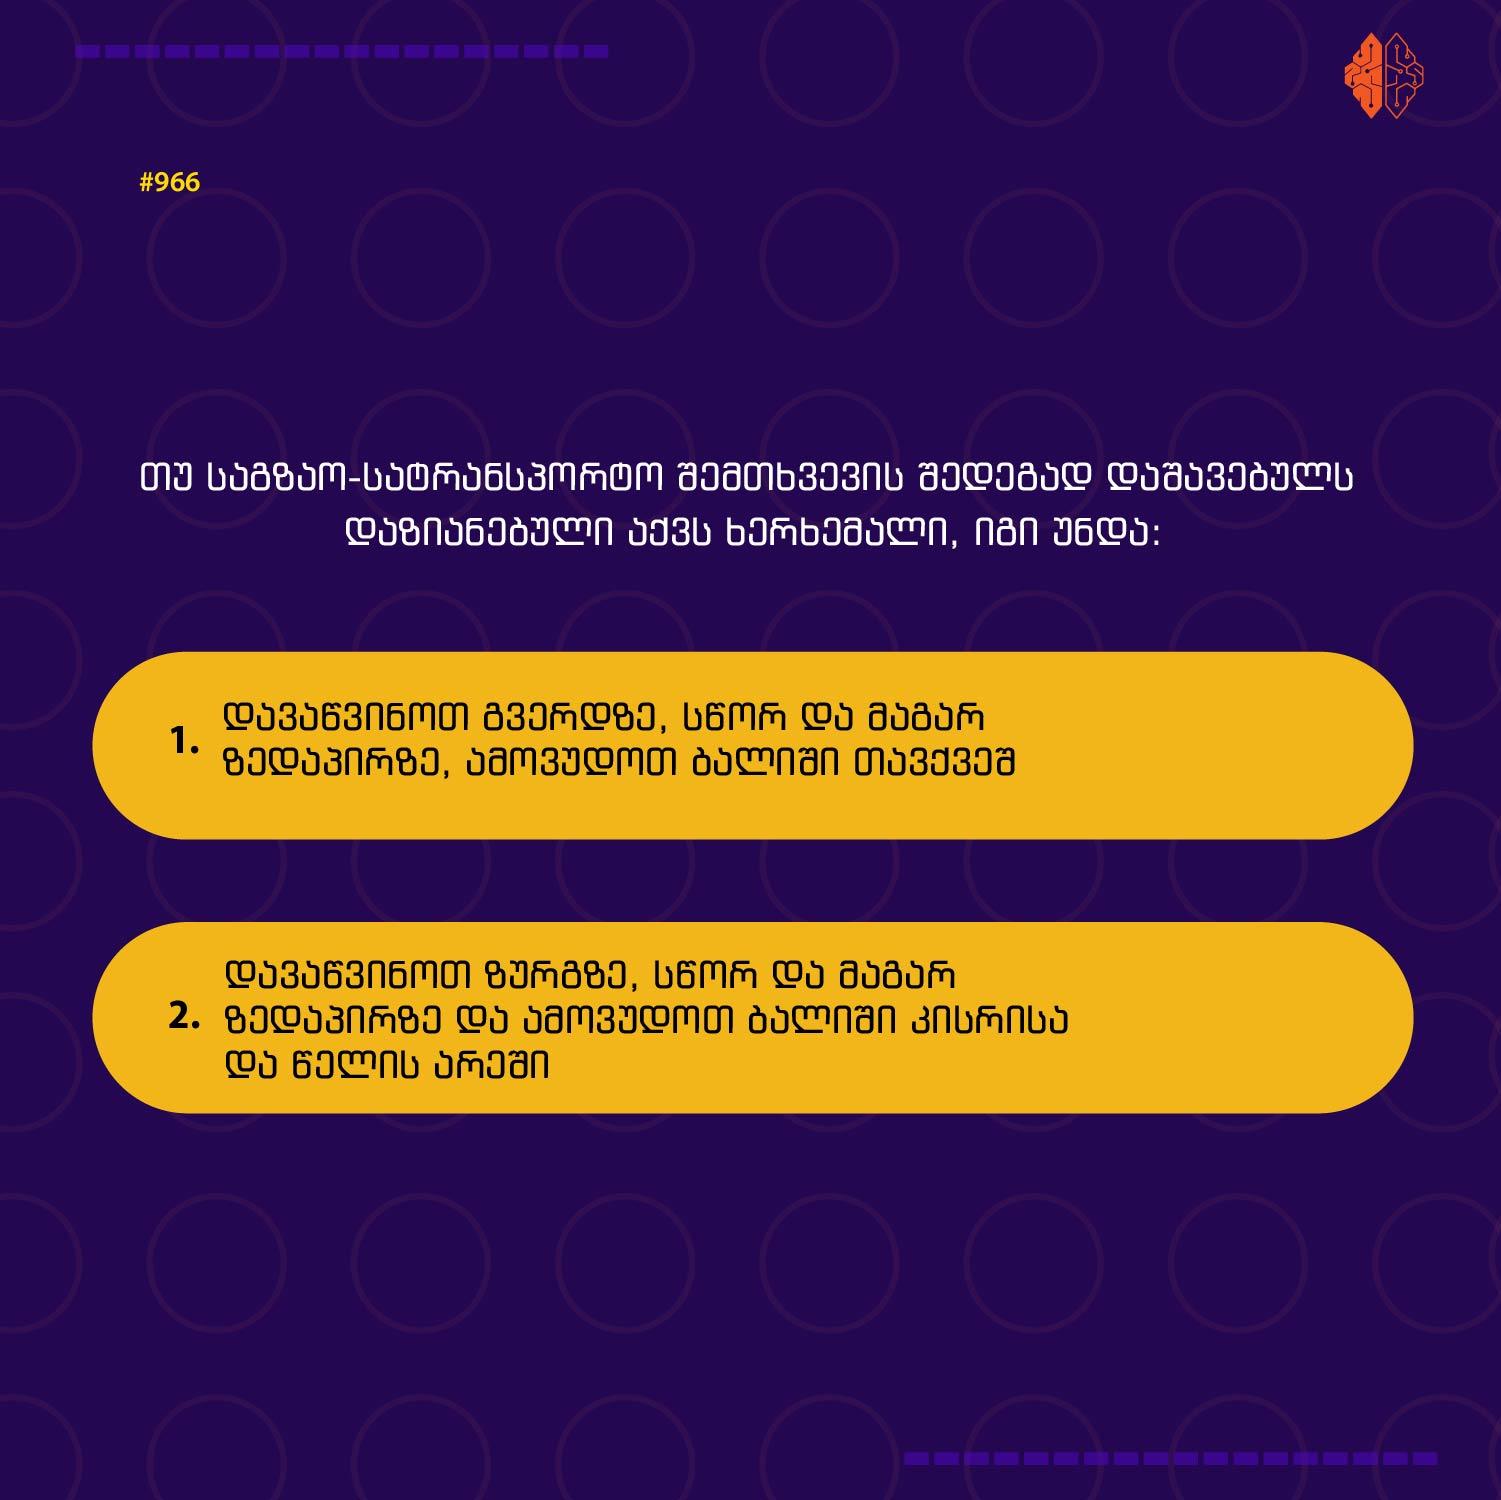 #966
თუ საგზაო-სატრანსპორტო შემთხვევის შედეგად დაშავებულს
დაზიანებული აქვს ხერხემალი, იგი უნდა:
1. დავაწვინოთ გვერდზე, სწორ და მაგარ
ზედაპირზე, ამოვუდოთ ბალიში თავქვეშ
2. დავაწვინოთ ზურგზე, სწორ და მაგარ
ზედაპირზე და ამოვუდოთ ბალიში კისრისა
და წელის არეში